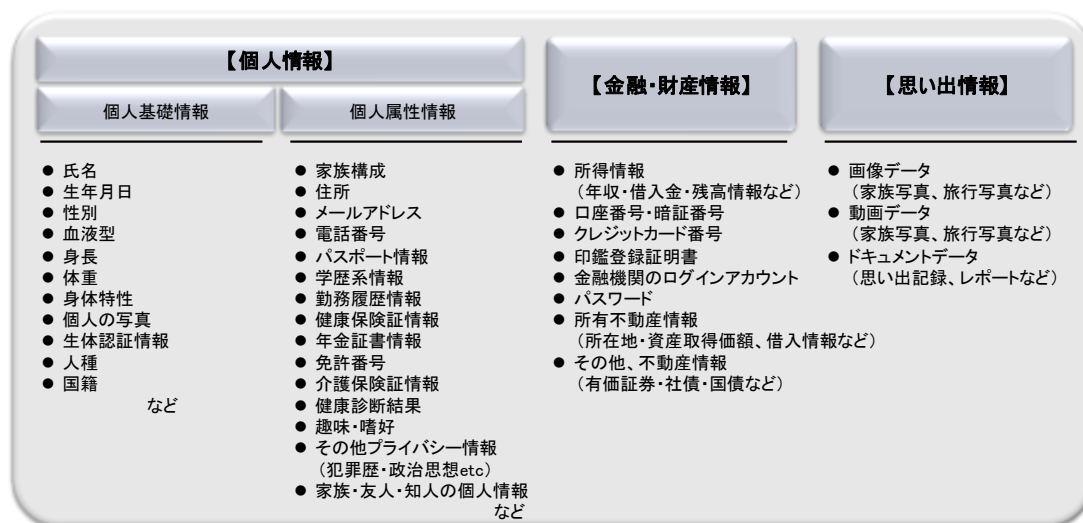 【個人情報】
個人基礎情報
● 氏名
● 生年月日
● 性別
● 血液型
● 身長
● 体重
● 身体特性
● 個人の写真
● 生体認証情報
● 人種
● 国籍
など
個人属性情報
● 家族構成
● 住所
● メールアドレス
● 電話番号
● パスポート情報
● 学歴系情報
● 勤務履歴情報
● 健康保険証情報
● 年金証書情報
● 免許番号
● 介護保険証情報
● 健康診断結果
● 趣味・嗜好
● その他プライバシー情報
（犯罪歴・政治思想etc）
● 家族・友人・知人の個人情報
など
【金融・財産情報】
● 所得情報
（年収・借入金・残高情報など）
● 口座番号・暗証番号
● クレジットカード番号
● 印鑑登録証明書
● 金融機関のログインアカウント
● パスワード
● 所有不動産情報
（所在地・資産取得価額、借入情報など）
● その他、不動産情報
（有価証券・社債・国債など）
【思い出情報】
● 画像データ
（家族写真、旅行写真など）
● 動画データ
（家族写真、旅行写真など）
● ドキュメントデータ
（思い出記録、レポートなど）